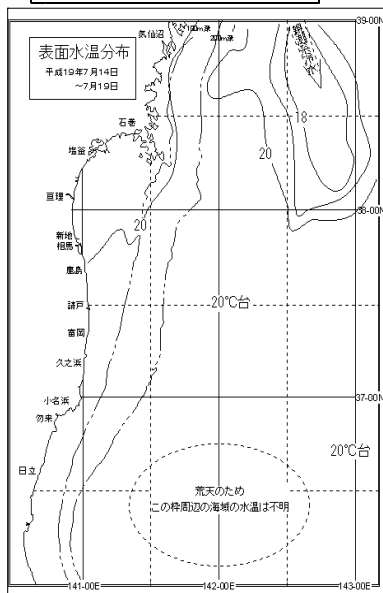 表面水温分布
平成19年7月14日
～7月19日
気仙沼
100m深
200m深
39-00N
石巻
18
塩釜
20
亘理
38-00N
20
新地
相馬
鹿島
請戸
20℃台
富岡
久之浜
37-00N
小名浜
勿来
20℃台
日立
荒天のため
この枠周辺の海域の水温は不明
141-00E
142-00E
143-00E